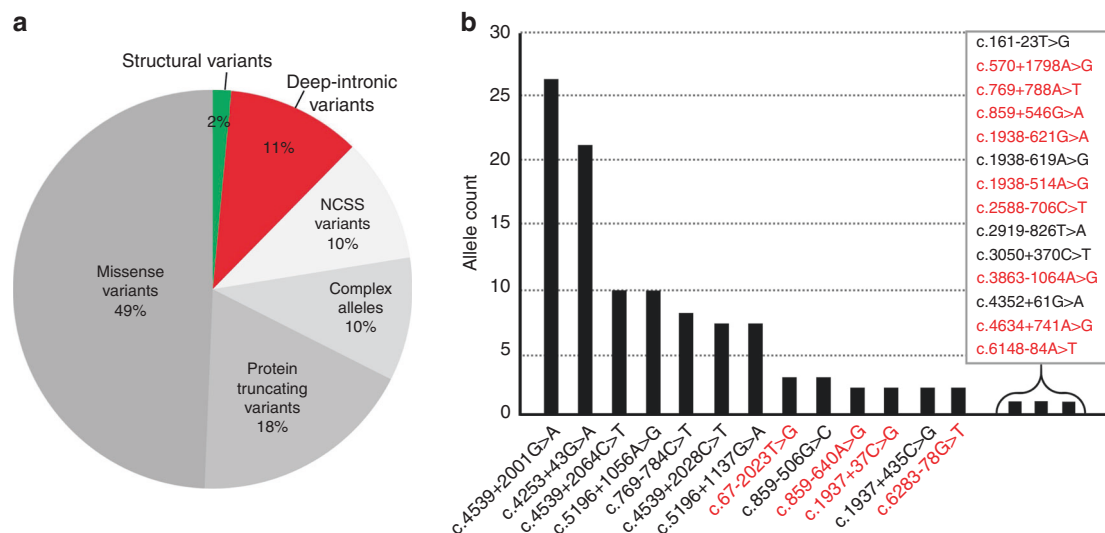 a
Structural variants
Deep-intronic
variants
2%
11%
NCSS
variants
10%
Missense
variants
49%
Complex
alleles
10%
Protein
truncating
variants
18%
b
Allele count
30
25
20
15
10
5
0
c.4539+2001G>A
c.4253+43G>A
c.4539+2064C>T
c.5196+1056A>G
c.769-784C>T
c.4539+2028C>T
c.5196+1137G>A
c.67-2023T>G
c.859-506G>C
c.859-640A>G
c.1937+37C>G
c.1937+435C>G
c.6283-78G>T
c.161-23T>G
c.570+1798A>G
c.769+788A>T
c.859+546G>A
c.1938-621G>A
c.1938-619A>G
c.1938-514A>G
c.2588-706C>T
c.2919-826T>A
c.3050+370C>T
c.3863-1064A>G
c.4352+61G>A
c.4634+741A>G
c.6148-84A>T